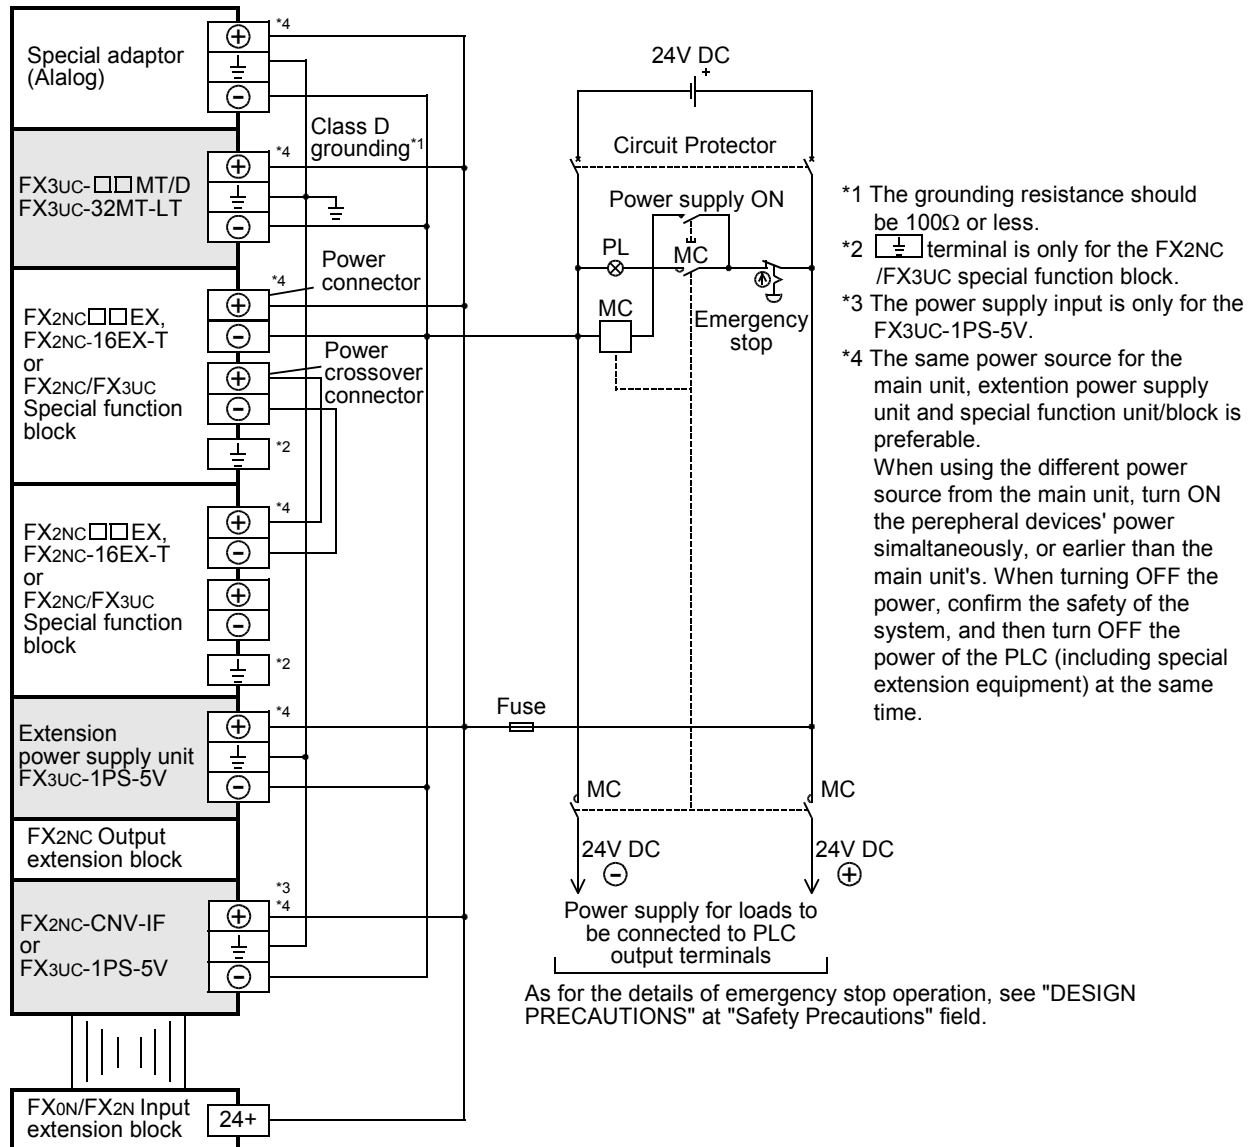 Special adaptor
(Alalog)
*4
Class D
grounding*1
FX3UC-□□MT/D
FX3UC-32MT-LT
*4
Power
connector
*4
FX2NC□□EX,
FX2NC-16EX-T
or
FX2NC/FX3UC
Special function
block
Power
crossover
connector
*2
FX2NC□□EX,
FX2NC-16EX-T
or
FX2NC/FX3UC
Special function
block
*4
*2
Extension
power supply unit
FX3UC-1PS-5V
*4
FX2NC Output
extension block
FX2NC-CNV-IF
or
FX3UC-1PS-5V
*3
*4
FX0N/FX2N Input
extension block
24+
24V DC
+
Circuit Protector
Power supply ON
PL
MC
MC
Emergency
stop
Fuse
MC
MC
24V DC
24V DC
Power supply for loads to
be connected to PLC
output terminals
As for the details of emergency stop operation, see "DESIGN
PRECAUTIONS" at "Safety Precautions" field.
*1 The grounding resistance should
be 100Ω or less.
*2 terminal is only for the FX2NC
/FX3UC special function block.
*3 The power supply input is only for the
FX3UC-1PS-5V.
*4 The same power source for the
main unit, extention power supply
unit and special function unit/block is
preferable.
When using the different power
source from the main unit, turn ON
the perepheral devices' power
simaltaneously, or earlier than the
main unit's. When turning OFF the
power, confirm the safety of the
system, and then turn OFF the
power of the PLC (including special
extension equipment) at the same
time.